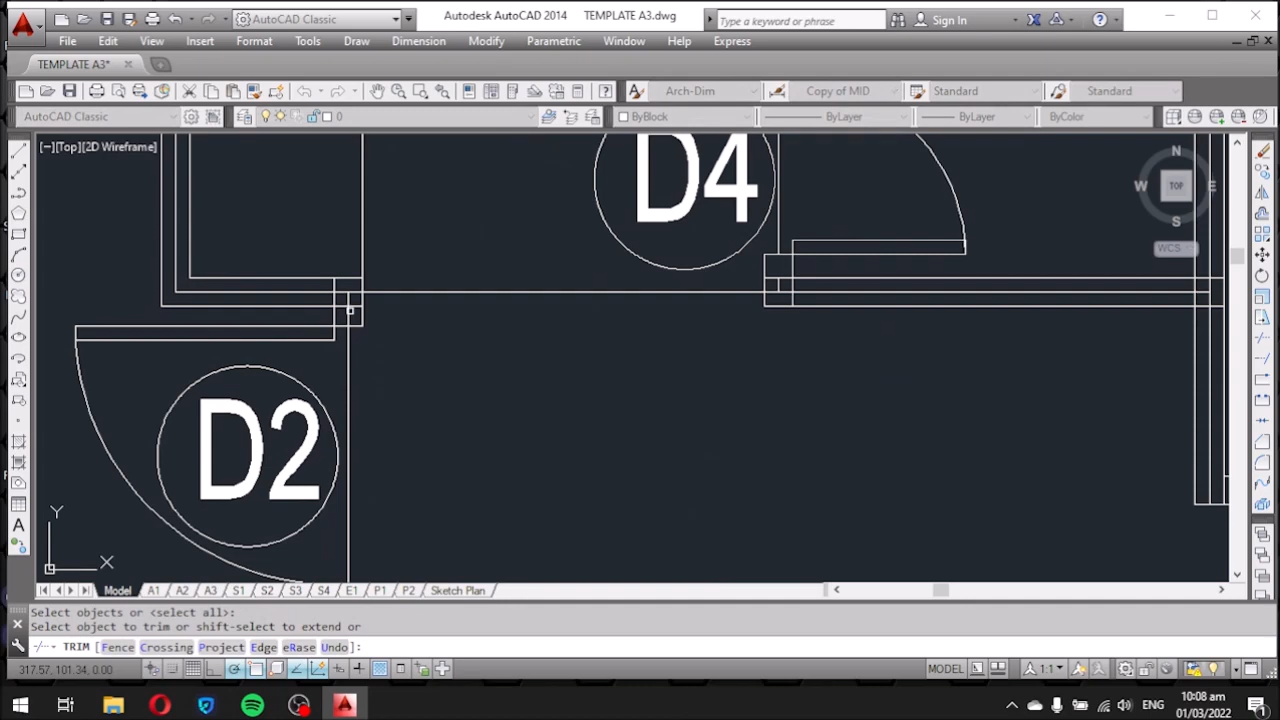 AutoCAD Classic
Autodesk AutoCAD 2014 TEMPLATE A3.dwg
Type a keyword or phrase
Sign In
File Edit View Insert Format Tools Draw Dimension Modify Parametric Window Help Express
TEMPLATE A3*
Arch-Dim Copy of MID Standard Standard
AutoCAD Classic 0 ByBlock ByLayer ByLayer ByColor
[−][Top][2D Wireframe]
N
W TOP E
S
WCS
D4
D2
Y
X
Model A1 A2 A3 S1 S2 S3 S4 E1 P1 P2 Sketch Plan
Select objects or <select all>:
Select object to trim or shift-select to extend or
TRIM [Fence Crossing Project Edge eRase Undo]:
317.57, 101.34, 0.00 MODEL 1:1
ENG
10:08 am
01/03/2022